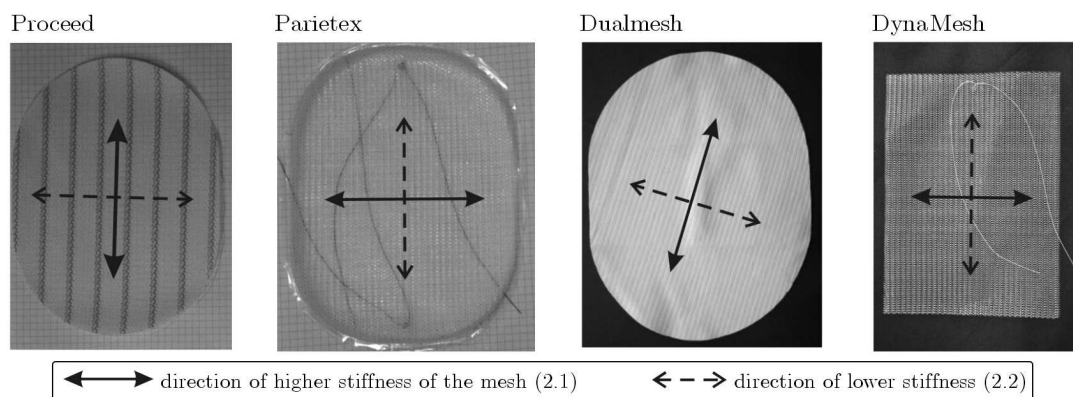 Proceed
Parietex
Dualmesh
DynaMesh
direction of higher stiffness of the mesh (2.1)
direction of lower stiffness (2.2)